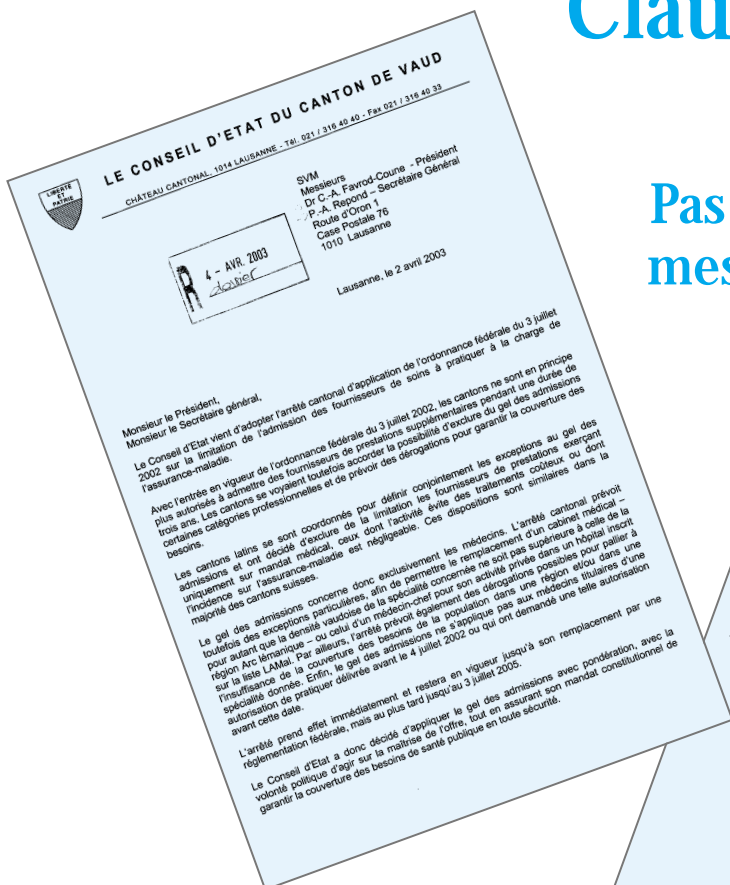 Clau
Pas
mes
LE CONSEIL D'ETAT DU CANTON DE VAUD
CHÂTEAU CANTONAL, 1014 LAUSANNE - Tél. 021 / 316 40 40 - Fax 021 / 316 40 33
LIBERTE
ET
PATRIE
SVM
Messieurs
Dr C.-A. Favrod-Coune - Président
P.-A. Repond – Secrétaire Général
Route d'Oron 1
Case Postale 76
1010 Lausanne
R 4 - AVR. 2003
dossier
Lausanne, le 2 avril 2003
Monsieur le Président,
Monsieur le Secrétaire général,
Le Conseil d'Etat vient d'adopter l'arrêté cantonal d'application de l'ordonnance fédérale du 3 juillet
2002 sur la limitation de l'admission des fournisseurs de soins à pratiquer à la charge de
l'assurance-maladie.
Avec l'entrée en vigueur de l'ordonnance fédérale du 3 juillet 2002, les cantons ne sont en principe
plus autorisés à admettre des fournisseurs de prestations supplémentaires pendant une durée de
trois ans. Les cantons se voyaient toutefois accorder la possibilité d'exclure du gel des admissions
certaines catégories professionnelles et de prévoir des dérogations pour garantir la couverture des
besoins.
Les cantons latins se sont coordonnés pour définir conjointement les exceptions au gel des
admissions et ont décidé d'exclure de la limitation les fournisseurs de prestations exerçant
uniquement sur mandat médical, ceux dont l'activité évite des traitements coûteux ou dont
l'incidence sur l'assurance-maladie est négligeable. Ces dispositions sont similaires dans la
majorité des cantons suisses.
Le gel des admissions concerne donc exclusivement les médecins. L'arrêté cantonal prévoit
toutefois des exceptions particulières, afin de permettre le remplacement d'un cabinet médical –
pour autant que la densité vaudoise de la spécialité concernée ne soit pas supérieure à celle de la
région Arc lémanique – ou celui d'un médecin-chef pour son activité privée dans un hôpital inscrit
sur la liste LAMal. Par ailleurs, l'arrêté prévoit également des dérogations possibles pour pallier à
l'insuffisance de la couverture des besoins de la population dans une région et/ou dans une
spécialité donnée. Enfin, le gel des admissions ne s'applique pas aux médecins titulaires d'une
autorisation de pratiquer délivrée avant le 4 juillet 2002 ou qui ont demandé une telle autorisation
avant cette date.
L'arrêté prend effet immédiatement et restera en vigueur jusqu'à son remplacement par une
réglementation fédérale, mais au plus tard jusqu'au 3 juillet 2005.
Le Conseil d'Etat a donc décidé d'appliquer le gel des admissions avec pondération, avec la
volonté politique d'agir sur la maîtrise de l'offre, tout en assurant son mandat constitutionnel de
garantir la couverture des besoins de santé publique en toute sécurité.